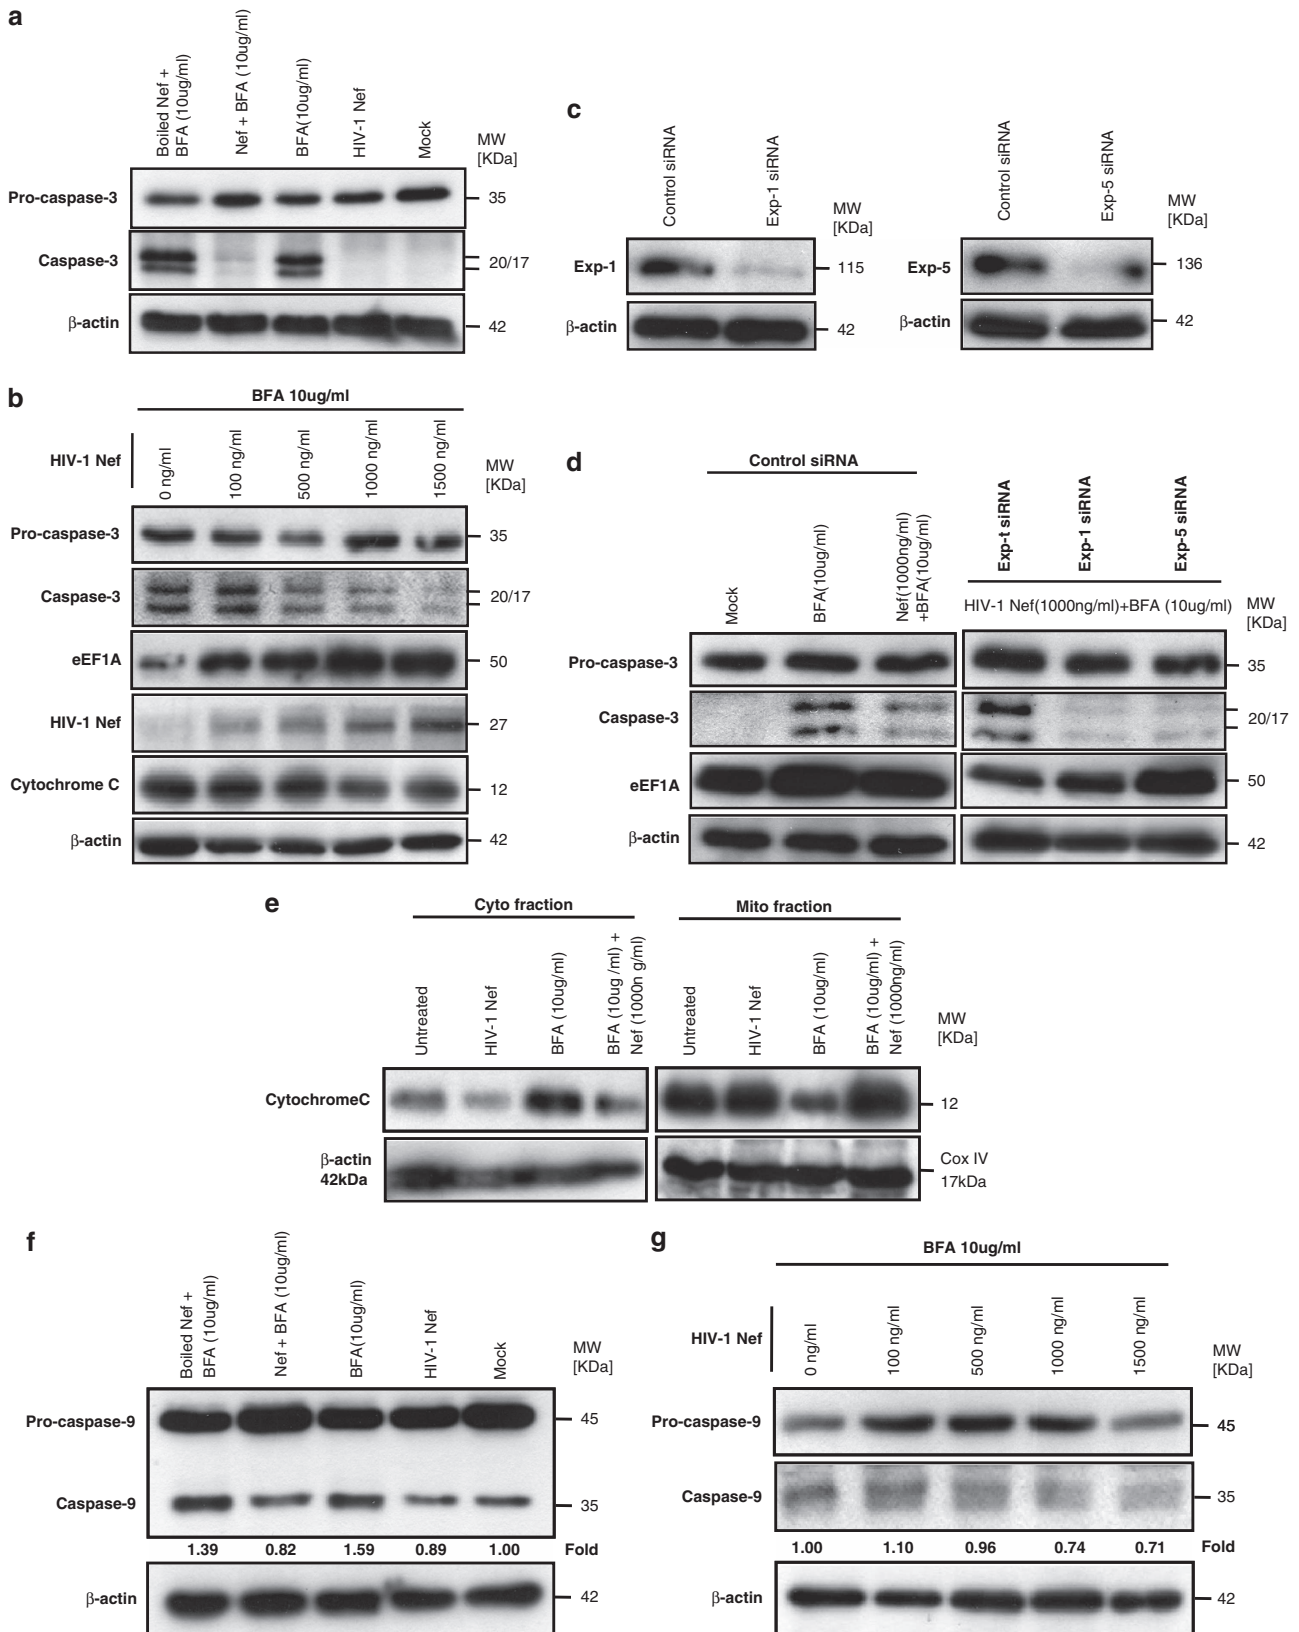 a
Boiled Nef +
BFA (10ug/ml)
Nef + BFA (10ug/ml)
BFA(10ug/ml)
HIV-1 Nef
Mock
MW
[KDa]
Pro-caspase-3
35
Caspase-3
20/17
β-actin
42
b
BFA 10ug/ml
HIV-1 Nef
0 ng/ml
100 ng/ml
500 ng/ml
1000 ng/ml
1500 ng/ml
MW
[KDa]
Pro-caspase-3
35
Caspase-3
20/17
eEF1A
50
HIV-1 Nef
27
Cytochrome C
12
β-actin
42
c
Control siRNA
Exp-1 siRNA
MW
[KDa]
Exp-1
115
β-actin
42
Control siRNA
Exp-5 siRNA
MW
[KDa]
Exp-5
136
β-actin
42
d
Control siRNA
Mock
BFA(10ug/ml)
Nef(1000ng/ml)
+BFA(10ug/ml)
Exp-t siRNA
Exp-1 siRNA
Exp-5 siRNA
HIV-1 Nef(1000ng/ml)+BFA (10ug/ml)
MW
[KDa]
Pro-caspase-3
35
Caspase-3
20/17
eEF1A
50
β-actin
42
e
Cyto fraction
Mito fraction
Untreated
HIV-1 Nef
BFA (10ug/ml)
BFA (10ug /ml) +
Nef (1000n g/ml)
Untreated
HIV-1 Nef
BFA (10ug/ml)
BFA (10ug/ml) +
Nef (1000ng/ml)
MW
[KDa]
CytochromeC
12
β-actin
42kDa
Cox IV
17kDa
f
Boiled Nef +
BFA (10ug/ml)
Nef + BFA (10ug/ml)
BFA(10ug/ml)
HIV-1 Nef
Mock
MW
[KDa]
Pro-caspase-9
45
Caspase-9
35
1.39 0.82 1.59 0.89 1.00 Fold
β-actin
42
g
BFA 10ug/ml
HIV-1 Nef
0 ng/ml
100 ng/ml
500 ng/ml
1000 ng/ml
1500 ng/ml
MW
[KDa]
Pro-caspase-9
45
Caspase-9
35
1.00 1.10 0.96 0.74 0.71 Fold
β-actin
42